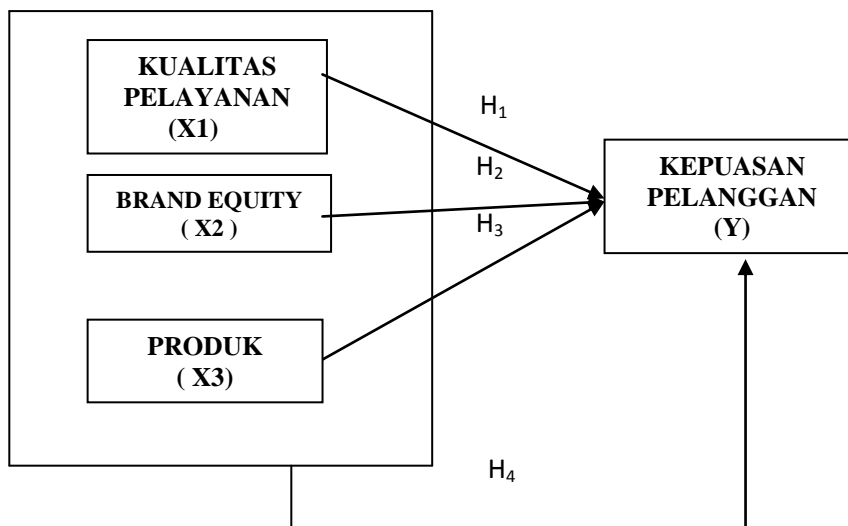 KUALITAS
PELAYANAN
(X1)
H1
H2
BRAND EQUITY
( X2 )
H3
KEPUASAN
PELANGGAN
(Y)
PRODUK
( X3)
H4